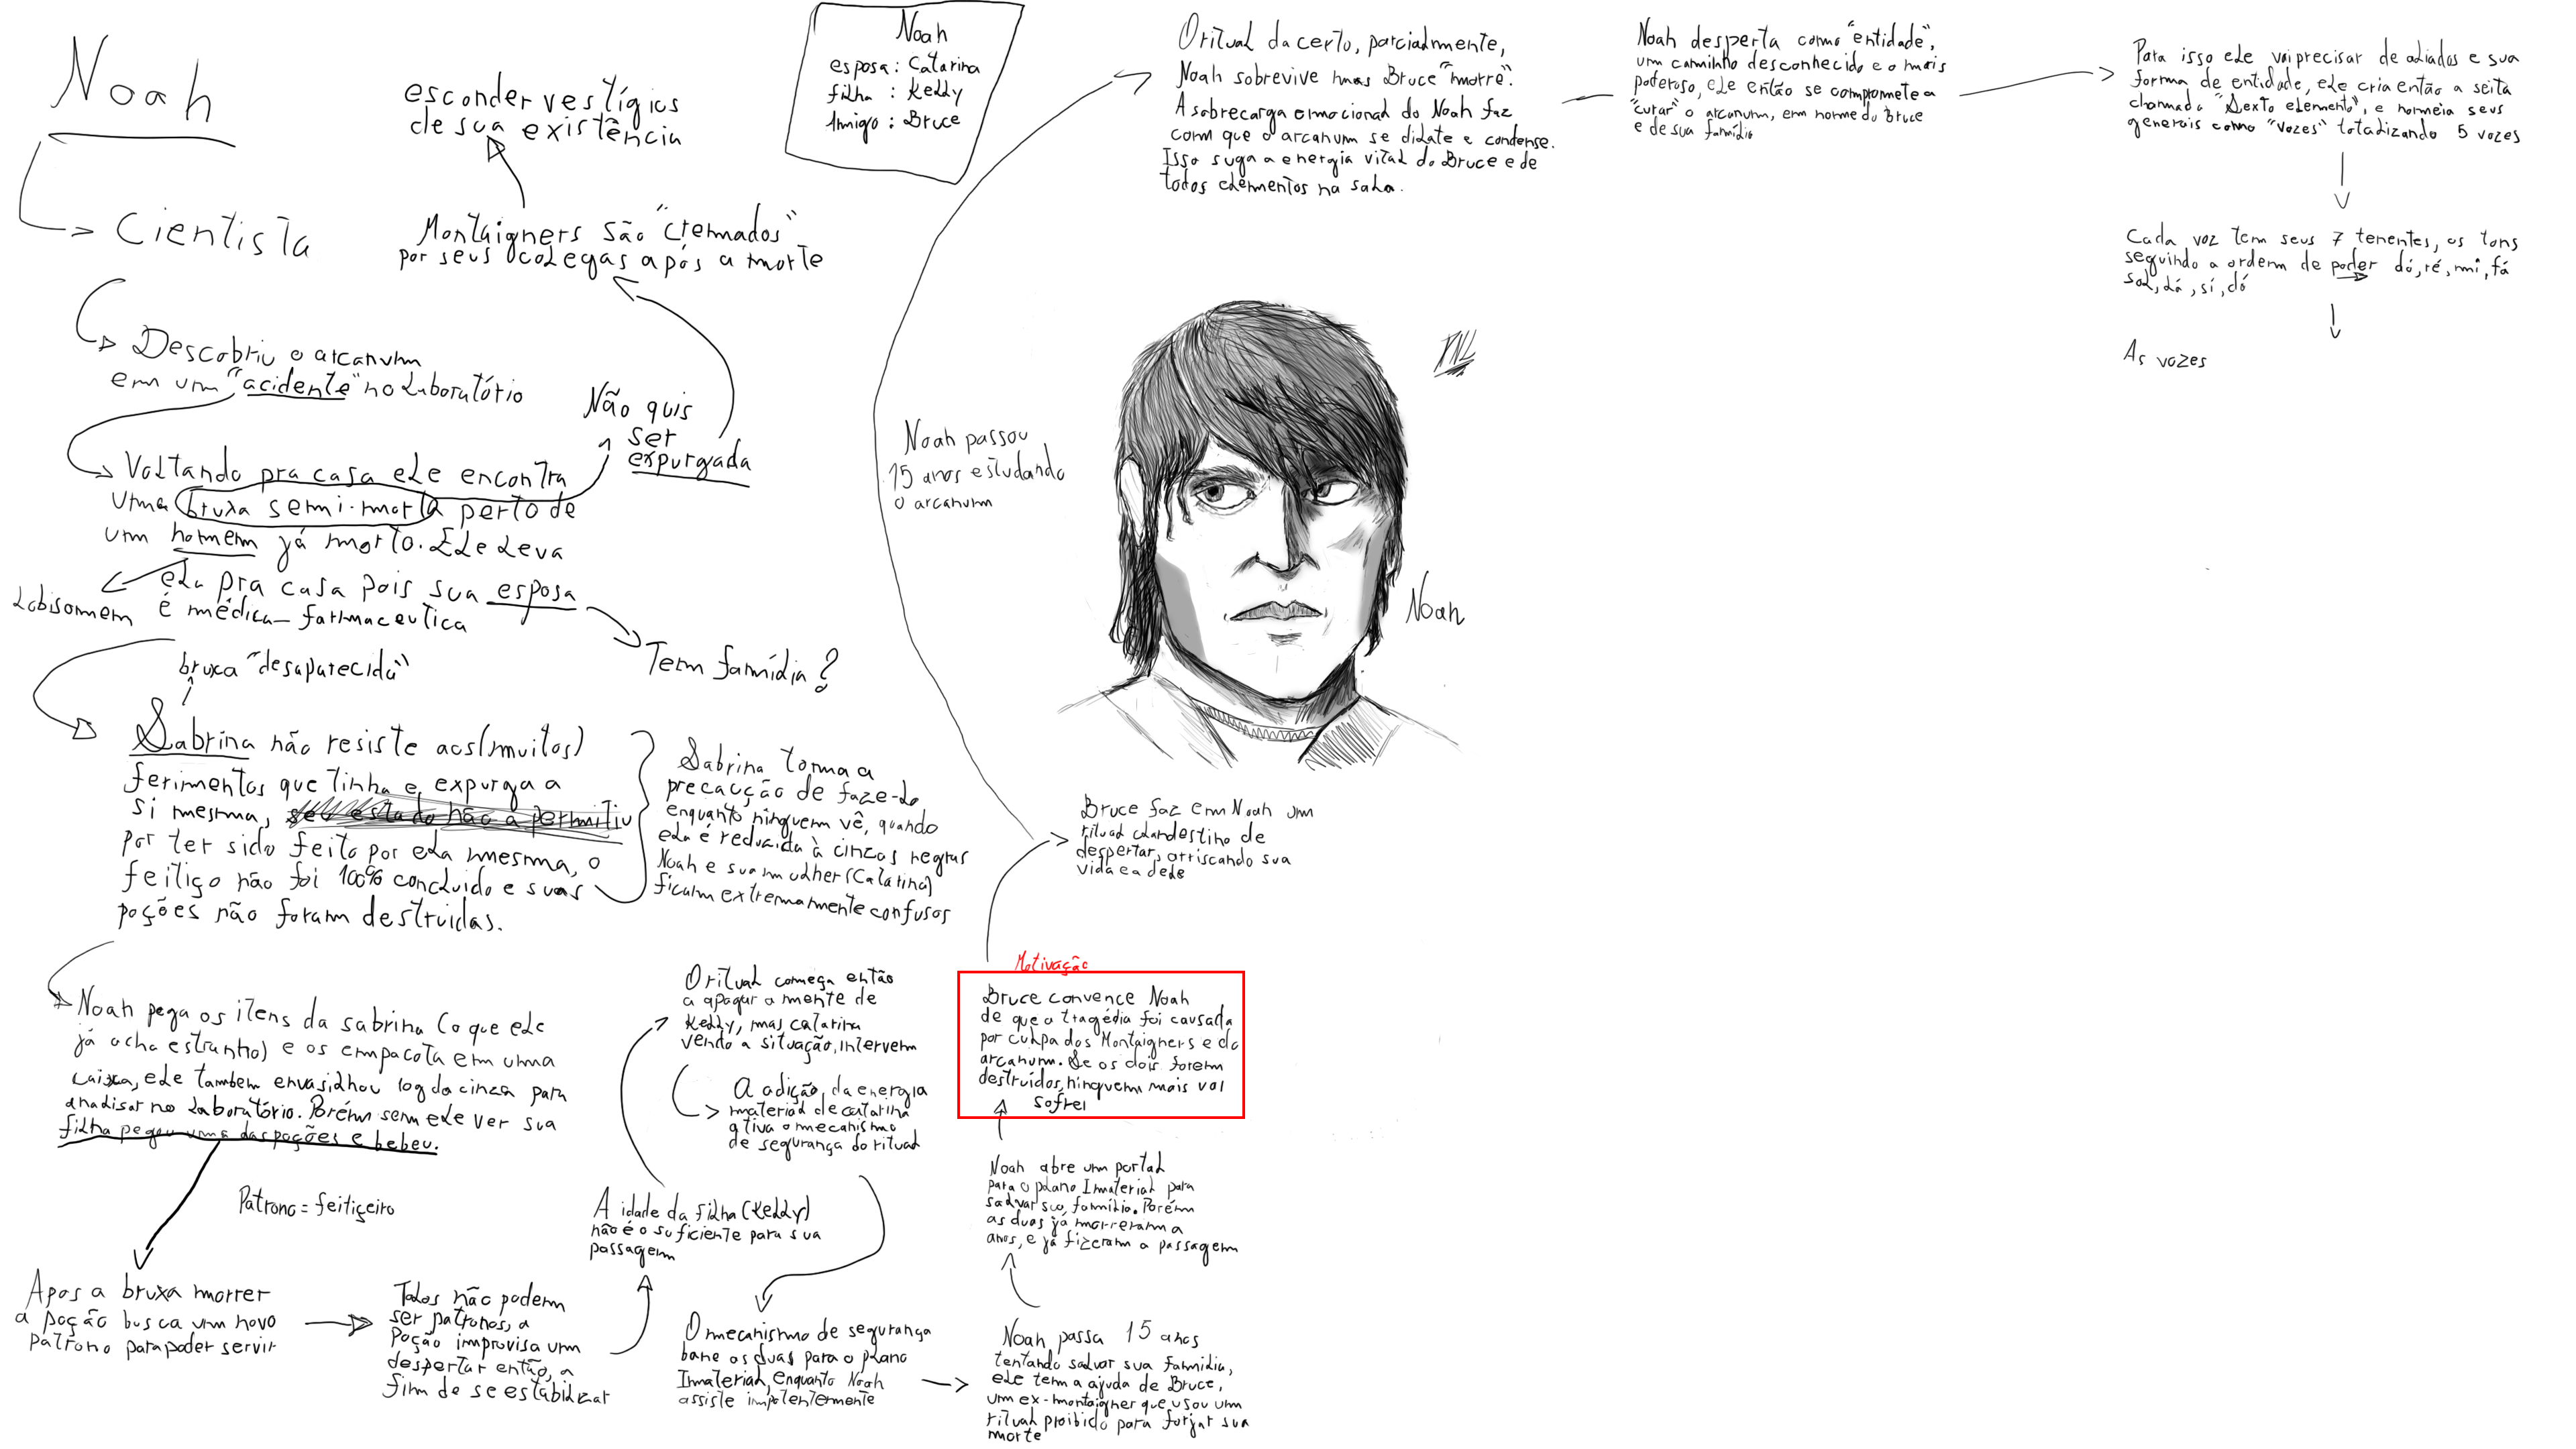 Noah
Cientista
Descobriu o arcanum
em um "acidente" no laboratório
Voltando pra casa ele encontra
uma bruxa semi-morta perto de
um homem já morto. Ele leva
ela pra casa pois sua esposa
é médica-farmaceutica
Lobisomem
Não quis
ser
expurgada
Montaigners são "cremados"
por seus colegas após a morte
esconder vestígios
de sua existência
Tem família?
bruxa "desaparecida"
Sabrina não resiste aos (muitos)
ferimentos que tinha e expurga a
si mesma, seu estado não a permitiu
por ter sido feito por ela mesma, o
feitiço não foi 100% concluido e suas
poções não foram destruidas.
Sabrina toma a
precaução de faze-lo
enquanto ninguem vê, quando
ela é reduzida à cinzas negras
Noah e sua mulher (Catarina)
ficam extremamente confusos
Noah pega os itens da sabrina (o que ele
já acha estranho) e os empacota em uma
caixa, ele tambem envasilhou 10g da cinza para
analisar no laboratório. Porém sem ele ver sua
filha pegou uma das poções e bebeu.
Patrono = feitiçeiro
Apos a bruxa morrer
a poção busca um novo
patrono para poder servir
Todos não podem
ser patronos, a
poção improvisa um
despertar então, a
fim de se estabilizar
A idade da filha (Kelly)
não é o suficiente para sua
passagem
O ritual começa então
a apagar a mente de
Kelly, mas catarina
vendo a situação, intervem
A adição da energia
material de catarina
ativa o mecanismo
de segurança do ritual
O mecanismo de segurança
bane as duas para o plano
Imaterial, enquanto Noah
assiste impotentemente
Noah passa 15 anos
tentando salvar sua familia,
ele tem a ajuda de Bruce,
um ex-montaigner que usou um
ritual proibido para forjar sua
morte
Noah abre um portal
para o plano Imaterial para
salvar sua família. Porém
as duas já morreram a
anos, e já fizeram a passagem
Motivação
Bruce convence Noah
de que a tragédia foi causada
por culpa dos Montaigners e do
arcanum. Se os dois forem
destruídos, ninguem mais vai
sofrer
Bruce faz em Noah um
ritual clandestino de
despertar, arriscando sua
vida e a dele
Noah
esposa: Catarina
filha: Kelly
Amigo: Bruce
Noah passou
15 anos estudando
o arcanum
O ritual da certo, parcialmente,
Noah sobrevive mas Bruce "morre".
A sobrecarga emocional do Noah faz
com que o arcanum se dilate e condense.
Isso suga a energia vital do Bruce e de
todos elementos na sala.
PNL
Noah
Noah desperta como "entidade",
um caminho desconhecido e o mais
poderoso, ele então se compromete a
"curar" o arcanum, em nome do Bruce
e de sua família
Para isso ele vai precisar de aliados e sua
forma de entidade, ele cria então a seita
chamada "Sexto elemento", e nomeia seus
generais como "vozes" totalizando 5 vozes
Cada voz tem seus 7 tenentes, os tons
seguindo a ordem de poder dó, ré, mi, fá
sol, lá, sí, dó
As vozes